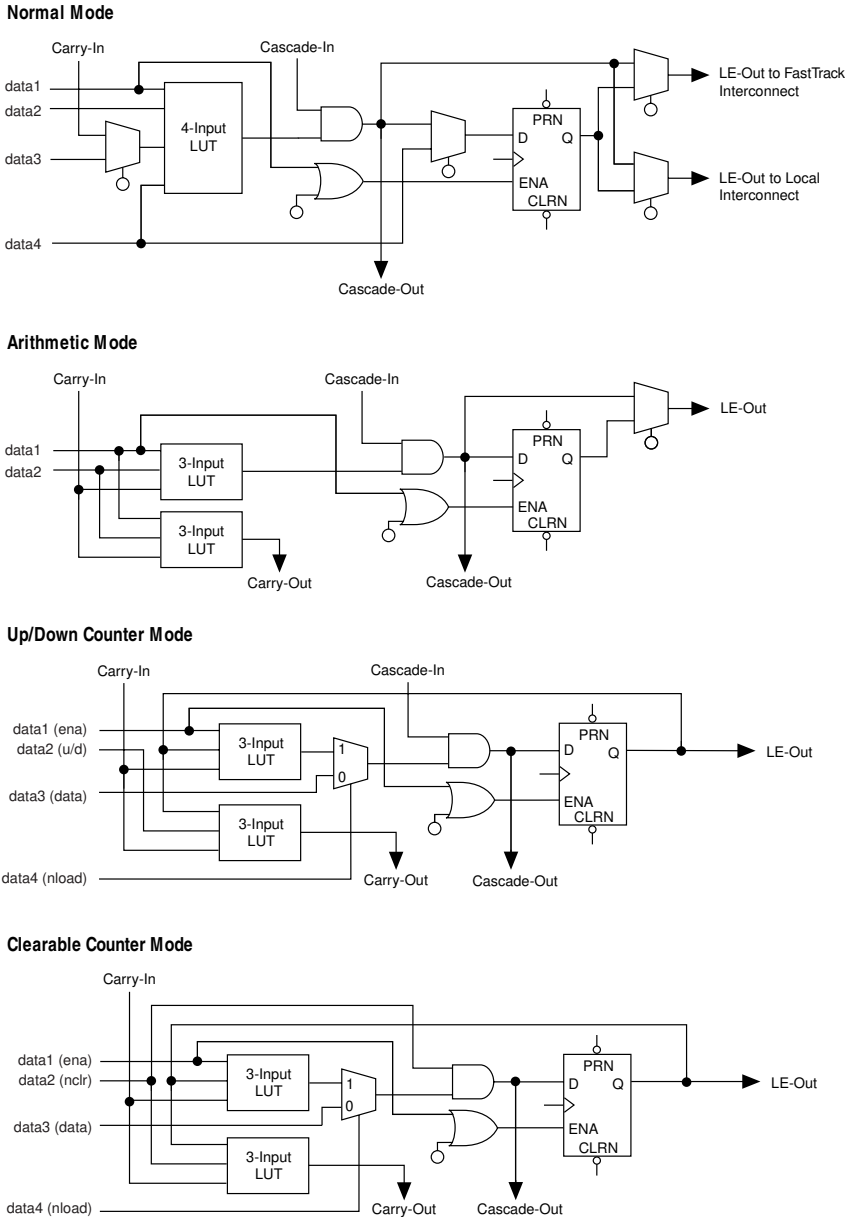 Normal Mode
Carry-In
Cascade-In
data1
data2
4-Input
LUT
data3
data4
PRN
D
Q
ENA
CLRN
LE-Out to FastTrack
Interconnect
LE-Out to Local
Interconnect
Cascade-Out
Arithmetic Mode
Carry-In
Cascade-In
data1
data2
3-Input
LUT
3-Input
LUT
PRN
D
Q
ENA
CLRN
LE-Out
Carry-Out
Cascade-Out
Up/Down Counter Mode
Carry-In
Cascade-In
data1 (ena)
data2 (u/d)
3-Input
LUT
1
0
data3 (data)
3-Input
LUT
data4 (nload)
PRN
D
Q
ENA
CLRN
LE-Out
Carry-Out
Cascade-Out
Clearable Counter Mode
Carry-In
data1 (ena)
data2 (nclr)
3-Input
LUT
1
0
data3 (data)
3-Input
LUT
data4 (nload)
PRN
D
Q
ENA
CLRN
LE-Out
Carry-Out
Cascade-Out